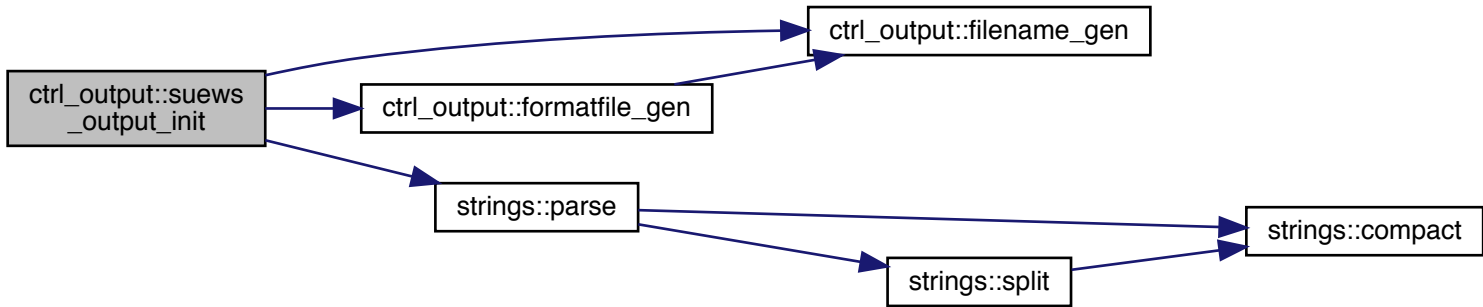 ctrl_output::suews
_output_init
ctrl_output::filename_gen
ctrl_output::formatfile_gen
strings::parse
strings::compact
strings::split